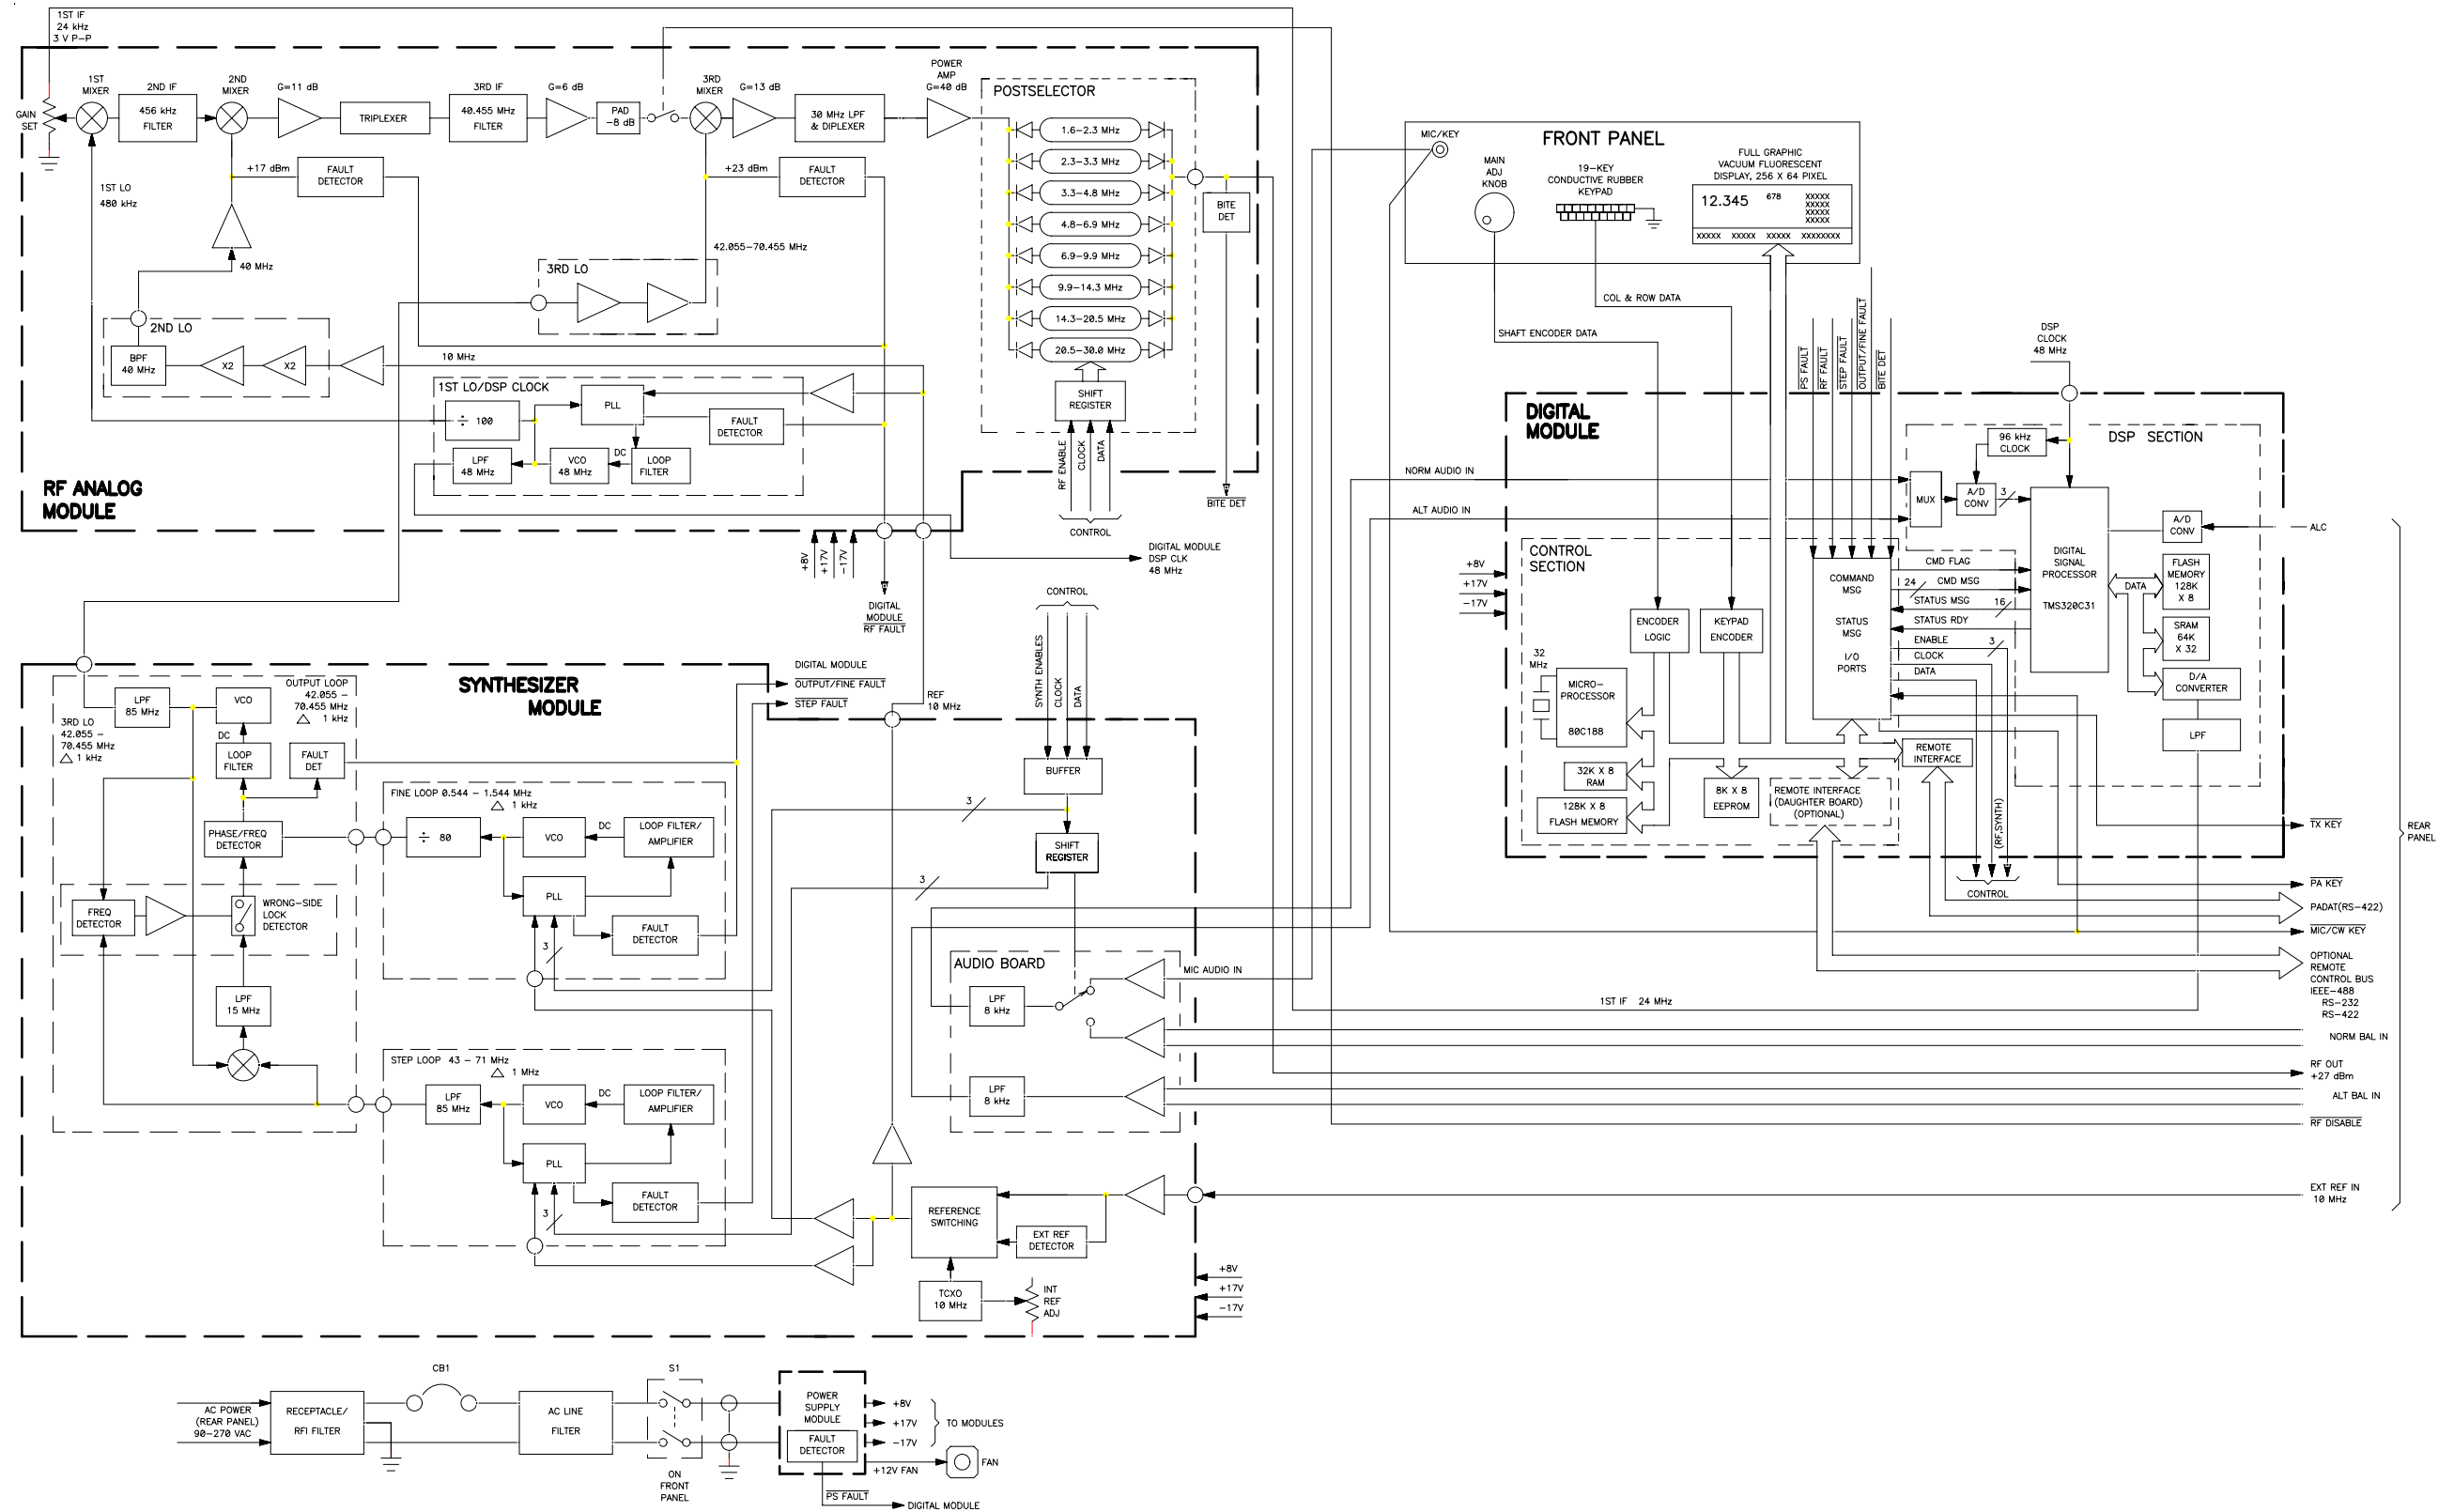 1ST IF
24 kHz
3 V P-P
1ST
MIXER
2ND IF
2ND
MIXER
G=11 dB
3RD IF
G=6 dB
3RD
MIXER
G=13 dB
POWER
AMP
G=40 dB
GAIN
SET
456 kHz
FILTER
TRIPLEXER
40.455 MHz
FILTER
PAD
-8 dB
30 MHz LPF
& DIPLEXER
POSTSELECTOR
1.6-2.3 MHz
2.3-3.3 MHz
3.3-4.8 MHz
4.8-6.9 MHz
6.9-9.9 MHz
9.9-14.3 MHz
14.3-20.5 MHz
20.5-30.0 MHz
SHIFT
REGISTER
RF ENABLE
CLOCK
DATA
CONTROL
BITE
DET
BITE DET
1ST LO
480 kHz
+17 dBm
FAULT
DETECTOR
+23 dBm
FAULT
DETECTOR
40 MHz
42.055-70.455 MHz
3RD LO
2ND LO
BPF
40 MHz
X2
X2
10 MHz
1ST LO/DSP CLOCK
÷ 100
PLL
FAULT
DETECTOR
LPF
48 MHz
VCO
48 MHz
DC
LOOP
FILTER
RF ANALOG
MODULE
+8V
+17V
-17V
DIGITAL MODULE
DSP CLK
48 MHz
DIGITAL
MODULE
RF FAULT
MIC/KEY
FRONT PANEL
MAIN
ADJ
KNOB
19-KEY
CONDUCTIVE RUBBER
KEYPAD
FULL GRAPHIC
VACUUM FLUORESCENT
DISPLAY, 256 X 64 PIXEL
12.345
678
XXXXX
XXXXX
XXXXX
XXXXX
XXXXX XXXXX XXXXX XXXXXXXX
COL & ROW DATA
SHAFT ENCODER DATA
PS FAULT
RF FAULT
STEP FAULT
OUTPUT/FINE FAULT
BITE DET
DSP
CLOCK
48 MHz
DIGITAL
MODULE
DSP SECTION
96 kHz
CLOCK
NORM AUDIO IN
ALT AUDIO IN
MUX
A/D
CONV
3
A/D
CONV
ALC
DIGITAL
SIGNAL
PROCESSOR
TMS320C31
DATA
FLASH
MEMORY
128K
X 8
SRAM
64K
X 32
D/A
CONVERTER
LPF
CONTROL
SECTION
+8V
+17V
-17V
COMMAND
MSG
STATUS
MSG
I/O
PORTS
CMD FLAG
24
CMD MSG
STATUS MSG
16
STATUS RDY
ENABLE
3
CLOCK
DATA
ENCODER
LOGIC
KEYPAD
ENCODER
32
MHz
MICRO-
PROCESSOR
80C188
32K X 8
RAM
128K X 8
FLASH MEMORY
8K X 8
EEPROM
REMOTE INTERFACE
(DAUGHTER BOARD)
(OPTIONAL)
REMOTE
INTERFACE
(RF,SYNTH)
CONTROL
TX KEY
REAR
PANEL
PA KEY
PADAT(RS-422)
MIC/CW KEY
OPTIONAL
REMOTE
CONTROL BUS
IEEE-488
RS-232
RS-422
1ST IF 24 MHz
NORM BAL IN
RF OUT
+27 dBm
ALT BAL IN
RF DISABLE
EXT REF IN
10 MHz
SYNTHESIZER
MODULE
DIGITAL MODULE
OUTPUT/FINE FAULT
STEP FAULT
REF
10 MHz
CONTROL
SYNTH ENABLES
CLOCK
DATA
BUFFER
3
SHIFT
REGISTER
3
OUTPUT LOOP
42.055 -
70.455 MHz
△ 1 kHz
LPF
85 MHz
VCO
3RD LO
42.055 -
70.455 MHz
△ 1 kHz
DC
LOOP
FILTER
FAULT
DET
PHASE/FREQ
DETECTOR
FREQ
DETECTOR
WRONG-SIDE
LOCK
DETECTOR
LPF
15 MHz
FINE LOOP 0.544 - 1.544 MHz
△ 1 kHz
÷ 80
VCO
DC
LOOP FILTER/
AMPLIFIER
PLL
3
FAULT
DETECTOR
STEP LOOP 43 - 71 MHz
△ 1 MHz
LPF
85 MHz
VCO
DC
LOOP FILTER/
AMPLIFIER
PLL
3
FAULT
DETECTOR
AUDIO BOARD
MIC AUDIO IN
LPF
8 kHz
LPF
8 kHz
REFERENCE
SWITCHING
EXT REF
DETECTOR
TCXO
10 MHz
INT
REF
ADJ
+8V
+17V
-17V
AC POWER
(REAR PANEL)
90-270 VAC
RECEPTACLE/
RFI FILTER
CB1
AC LINE
FILTER
S1
ON
FRONT
PANEL
POWER
SUPPLY
MODULE
FAULT
DETECTOR
+8V
+17V
-17V
TO MODULES
+12V FAN
FAN
PS FAULT
DIGITAL MODULE